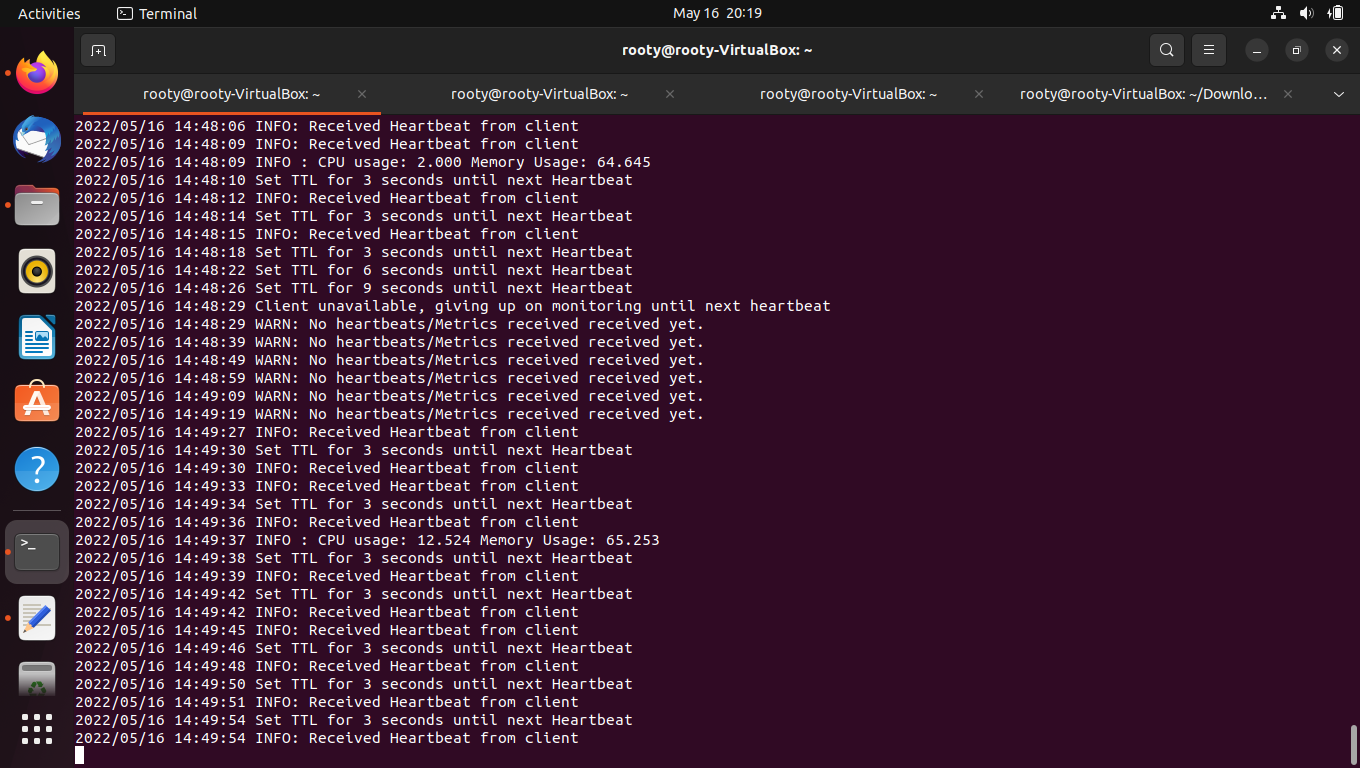 Activities
Terminal
May 16 20:19
rooty@rooty-VirtualBox: ~
rooty@rooty-VirtualBox: ~
rooty@rooty-VirtualBox: ~
rooty@rooty-VirtualBox: ~
rooty@rooty-VirtualBox: ~/Downlo...
2022/05/16 14:48:06 INFO: Received Heartbeat from client
2022/05/16 14:48:09 INFO: Received Heartbeat from client
2022/05/16 14:48:09 INFO : CPU usage: 2.000 Memory Usage: 64.645
2022/05/16 14:48:10 Set TTL for 3 seconds until next Heartbeat
2022/05/16 14:48:12 INFO: Received Heartbeat from client
2022/05/16 14:48:14 Set TTL for 3 seconds until next Heartbeat
2022/05/16 14:48:15 INFO: Received Heartbeat from client
2022/05/16 14:48:18 Set TTL for 3 seconds until next Heartbeat
2022/05/16 14:48:22 Set TTL for 6 seconds until next Heartbeat
2022/05/16 14:48:26 Set TTL for 9 seconds until next Heartbeat
2022/05/16 14:48:29 Client unavailable, giving up on monitoring until next heartbeat
2022/05/16 14:48:29 WARN: No heartbeats/Metrics received received yet.
2022/05/16 14:48:39 WARN: No heartbeats/Metrics received received yet.
2022/05/16 14:48:49 WARN: No heartbeats/Metrics received received yet.
2022/05/16 14:48:59 WARN: No heartbeats/Metrics received received yet.
2022/05/16 14:49:09 WARN: No heartbeats/Metrics received received yet.
2022/05/16 14:49:19 WARN: No heartbeats/Metrics received received yet.
2022/05/16 14:49:27 INFO: Received Heartbeat from client
2022/05/16 14:49:30 Set TTL for 3 seconds until next Heartbeat
2022/05/16 14:49:30 INFO: Received Heartbeat from client
2022/05/16 14:49:33 INFO: Received Heartbeat from client
2022/05/16 14:49:34 Set TTL for 3 seconds until next Heartbeat
2022/05/16 14:49:36 INFO: Received Heartbeat from client
2022/05/16 14:49:37 INFO : CPU usage: 12.524 Memory Usage: 65.253
2022/05/16 14:49:38 Set TTL for 3 seconds until next Heartbeat
2022/05/16 14:49:39 INFO: Received Heartbeat from client
2022/05/16 14:49:42 Set TTL for 3 seconds until next Heartbeat
2022/05/16 14:49:42 INFO: Received Heartbeat from client
2022/05/16 14:49:45 INFO: Received Heartbeat from client
2022/05/16 14:49:46 Set TTL for 3 seconds until next Heartbeat
2022/05/16 14:49:48 INFO: Received Heartbeat from client
2022/05/16 14:49:50 Set TTL for 3 seconds until next Heartbeat
2022/05/16 14:49:51 INFO: Received Heartbeat from client
2022/05/16 14:49:54 Set TTL for 3 seconds until next Heartbeat
2022/05/16 14:49:54 INFO: Received Heartbeat from client